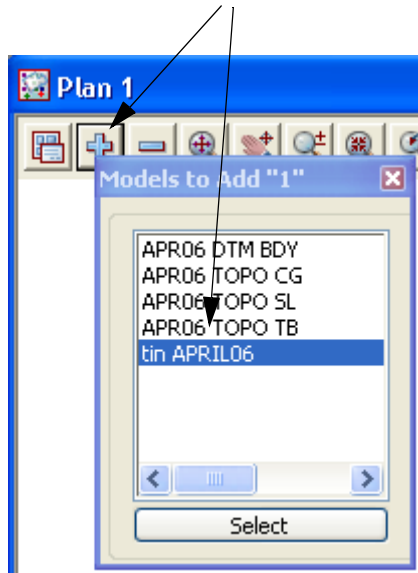 Plan 1
Models to Add "1"
APR06 DTM BDY
APR06 TOPO CG
APR06 TOPO SL
APR06 TOPO TB
tin APRIL06
Select